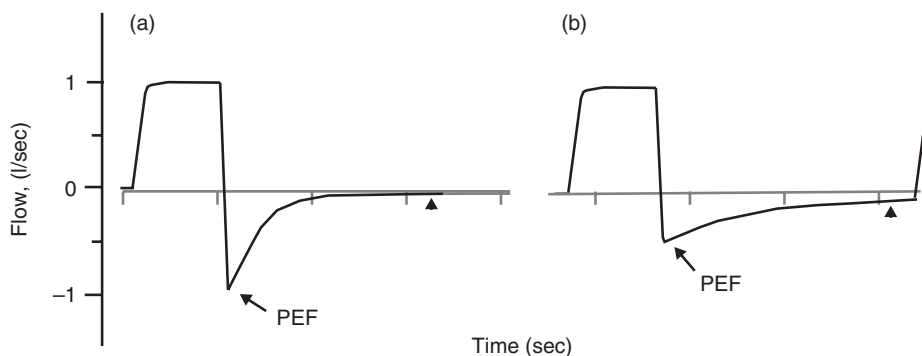 (a)
(b)
Flow, (l/sec)
1
0
–1
PEF
PEF
Time (sec)